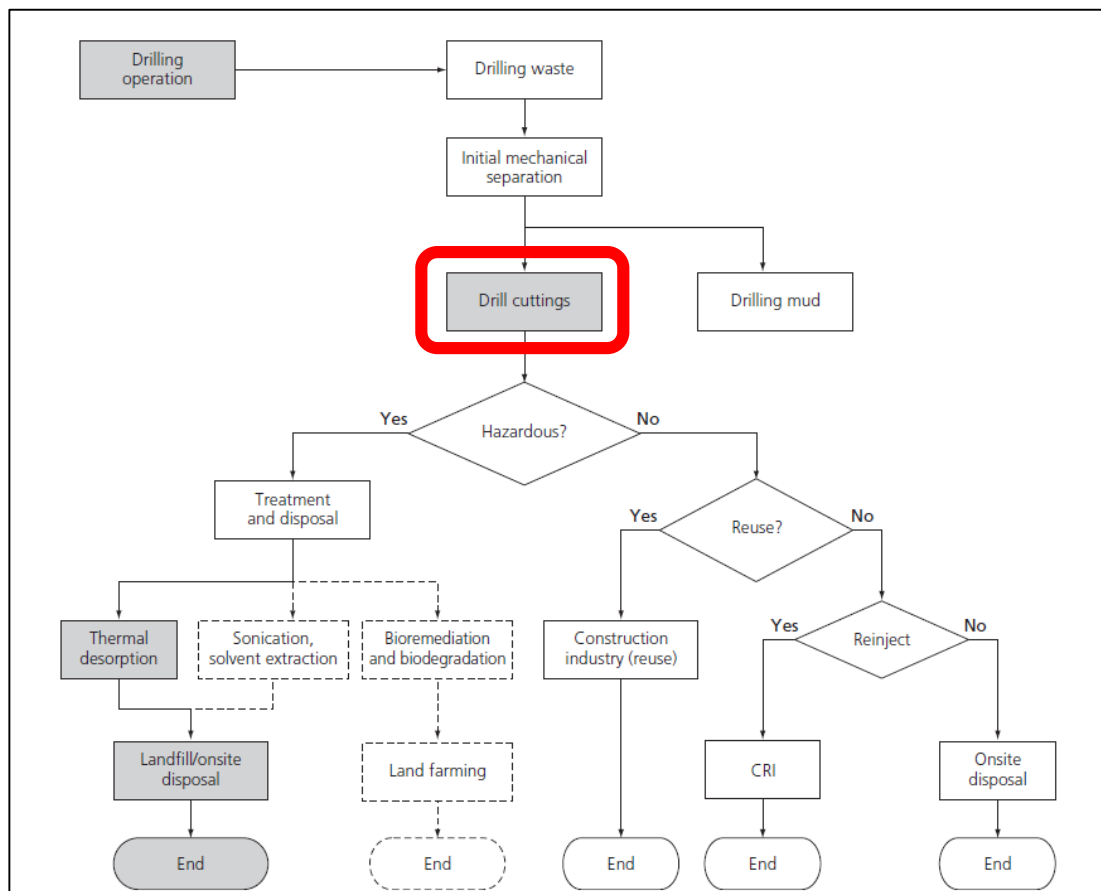 Drilling
operation
Drilling waste
Initial mechanical
separation
Drill cuttings
Drilling mud
Yes
No
Hazardous?
Treatment
and disposal
Yes
No
Reuse?
Thermal
desorption
Sonication,
solvent extraction
Bioremediation
and biodegradation
Construction
industry (reuse)
Yes
No
Reinject
Landfill/onsite
disposal
Land farming
CRI
Onsite
disposal
End
End
End
End
End